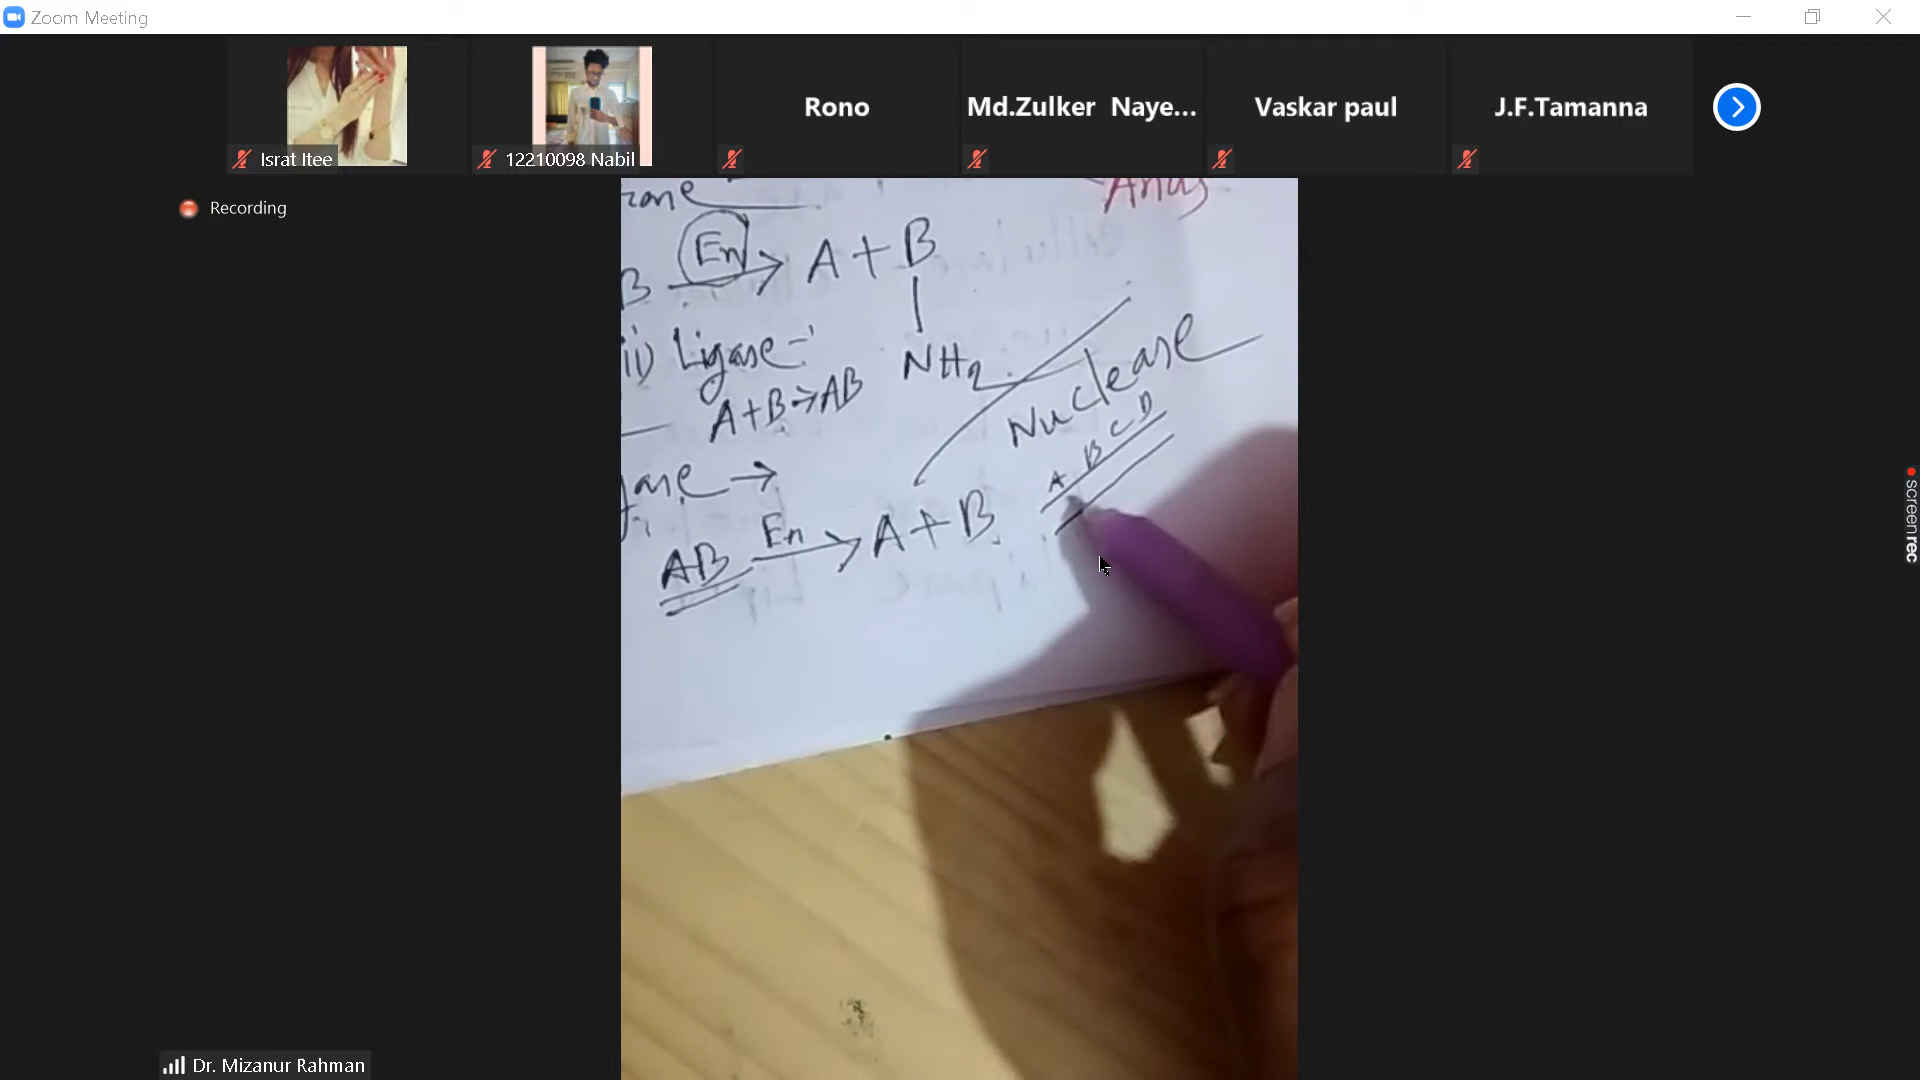 Zoom Meeting
Israt Itee
12210098 Nabil
Rono
Md.Zulker Naye...
Vaskar paul
J.F.Tamanna
Recording
En
B → A + B
NH2
ii) Ligase-
A+B→AB
Nuclease
A B C D
AB En → A + B
screenrec
Dr. Mizanur Rahman